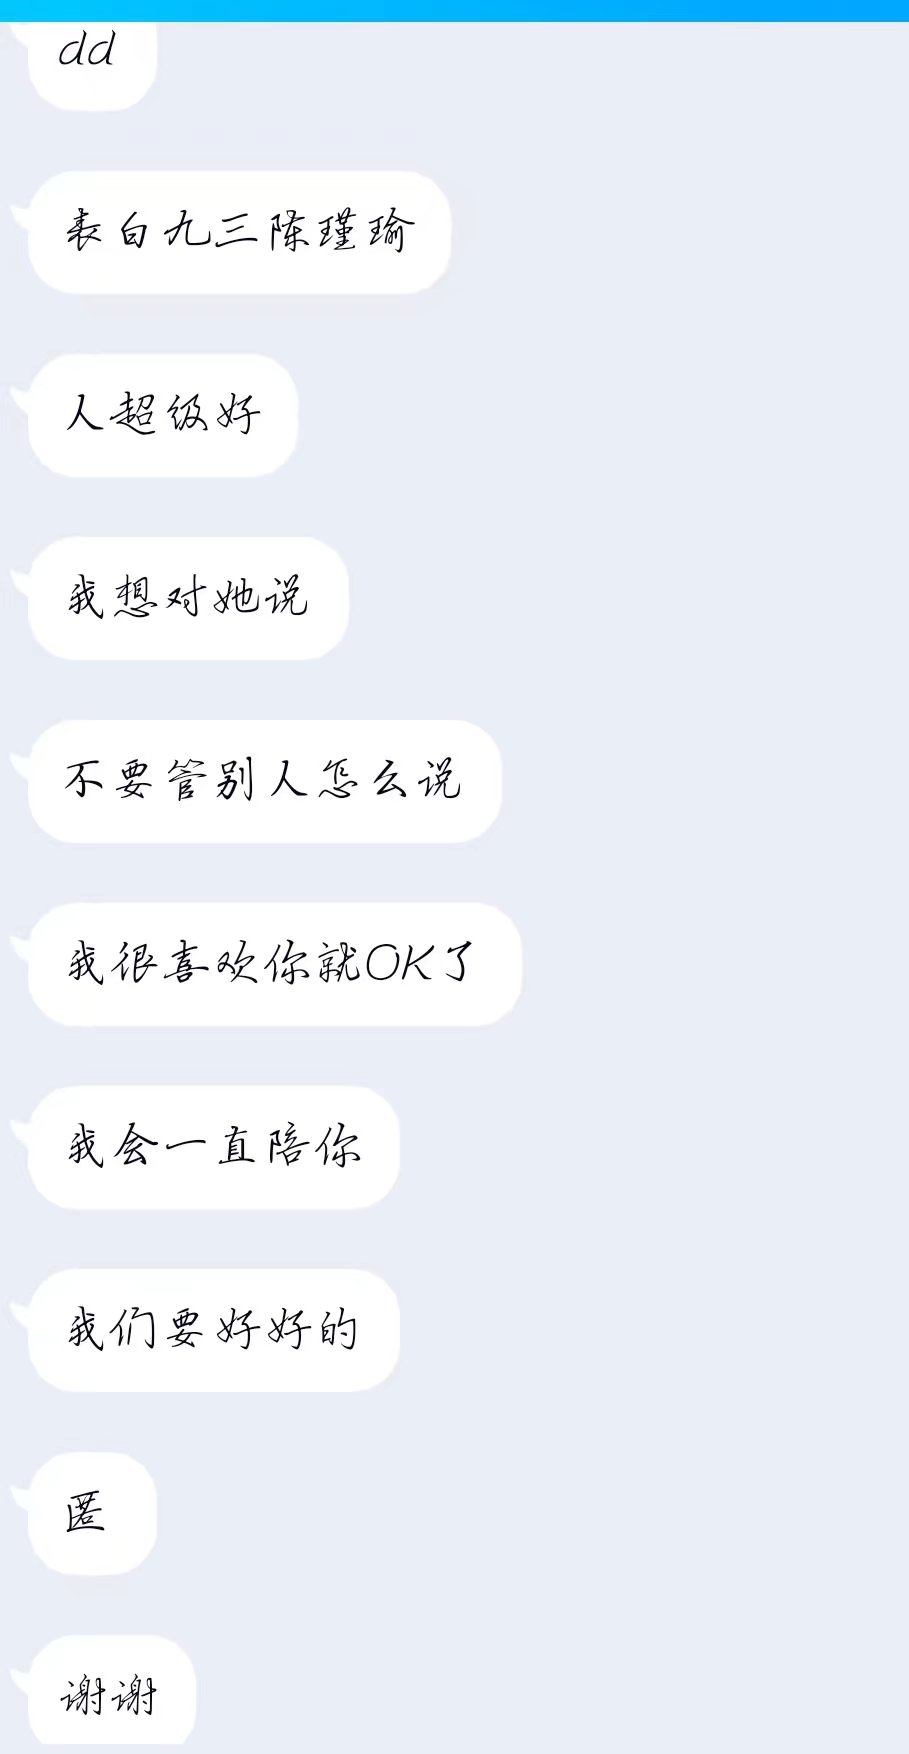 dd
表白九三陈瑾瑜
人超级好
我想对她说
不要管别人怎么说
我很喜欢你就OK了
我会一直陪你
我们要好好的
匿
谢谢